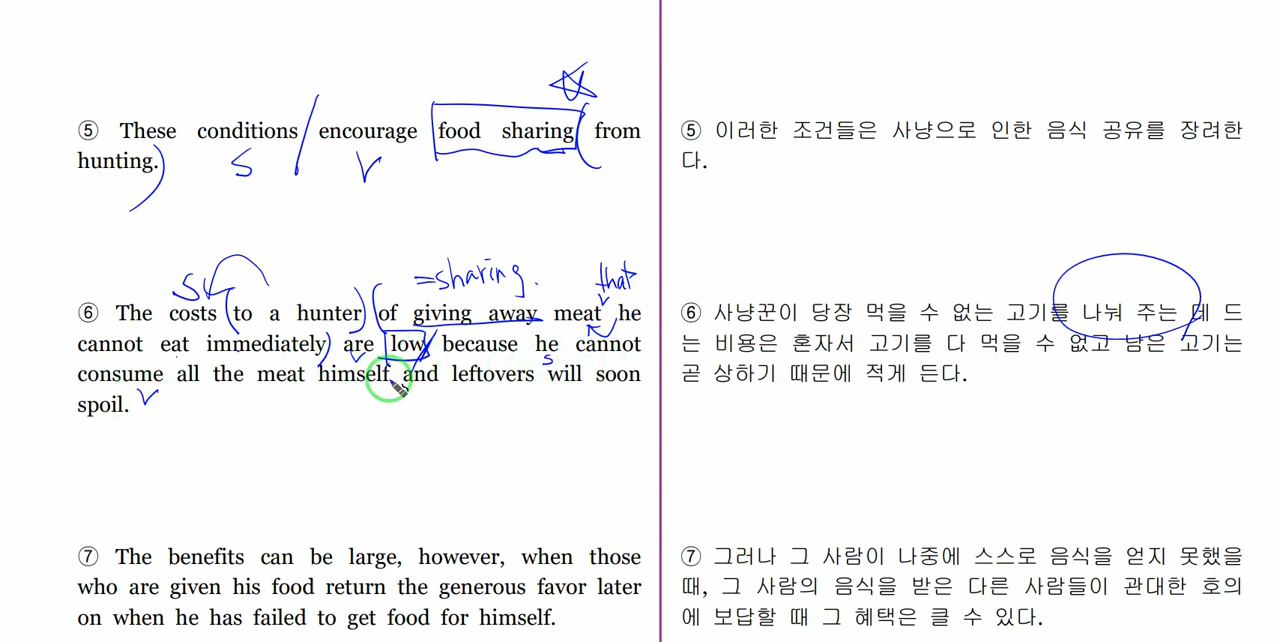 ⑤ These conditions encourage food sharing from
hunting.
S
V
⑤ 이러한 조건들은 사냥으로 인한 음식 공유를 장려한
다.
=sharing.
that
S
⑥ The costs to a hunter of giving away meat he
cannot eat immediately are low because he cannot
V
S
consume all the meat himself and leftovers will soon
spoil.
V
⑥ 사냥꾼이 당장 먹을 수 없는 고기를 나눠 주는 데 드
는 비용은 혼자서 고기를 다 먹을 수 없고 남은 고기는
곧 상하기 때문에 적게 든다.
⑦ The benefits can be large, however, when those
who are given his food return the generous favor later
on when he has failed to get food for himself.
⑦ 그러나 그 사람이 나중에 스스로 음식을 얻지 못했을
때, 그 사람의 음식을 받은 다른 사람들이 관대한 호의
에 보답할 때 그 혜택은 클 수 있다.